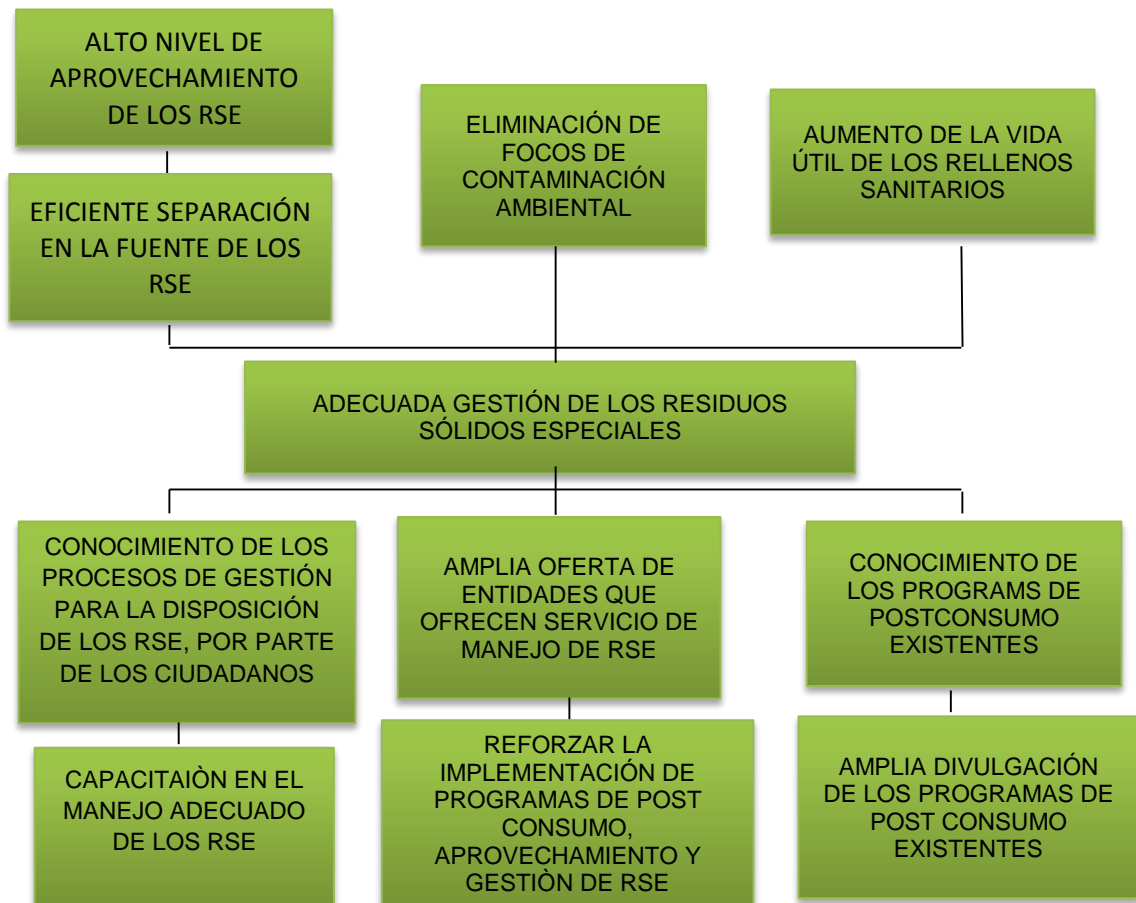 ALTO NIVEL DE
APROVECHAMIENTO
DE LOS RSE
ELIMINACIÓN DE
FOCOS DE
CONTAMINACIÓN
AMBIENTAL
AUMENTO DE LA VIDA
ÚTIL DE LOS RELLENOS
SANITARIOS
EFICIENTE SEPARACIÓN
EN LA FUENTE DE LOS
RSE
ADECUADA GESTIÓN DE LOS RESIDUOS
SÓLIDOS ESPECIALES
CONOCIMIENTO DE LOS
PROCESOS DE GESTIÓN
PARA LA DISPOSICIÓN
DE LOS RSE, POR PARTE
DE LOS CIUDADANOS
AMPLIA OFERTA DE
ENTIDADES QUE
OFRECEN SERVICIO DE
MANEJO DE RSE
CONOCIMIENTO DE
LOS PROGRAMS DE
POSTCONSUMO
EXISTENTES
CAPACITAIÒN EN EL
MANEJO ADECUADO
DE LOS RSE
REFORZAR LA
IMPLEMENTACIÓN DE
PROGRAMAS DE POST
CONSUMO,
APROVECHAMIENTO Y
GESTIÒN DE RSE
AMPLIA DIVULGACIÓN
DE LOS PROGRAMAS DE
POST CONSUMO
EXISTENTES